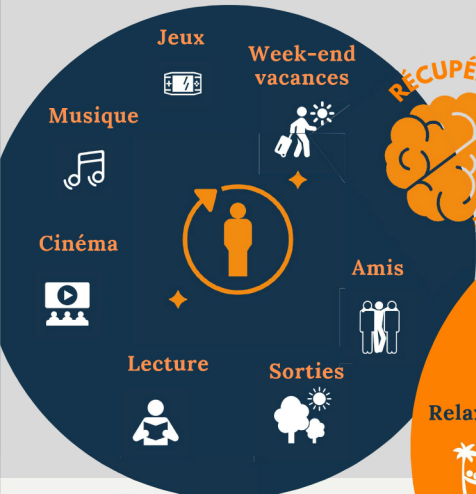 Jeux
Week-end
vacances
RÉCUPÉ
Musique
Cinéma
Amis
Lecture
Sorties
Rela